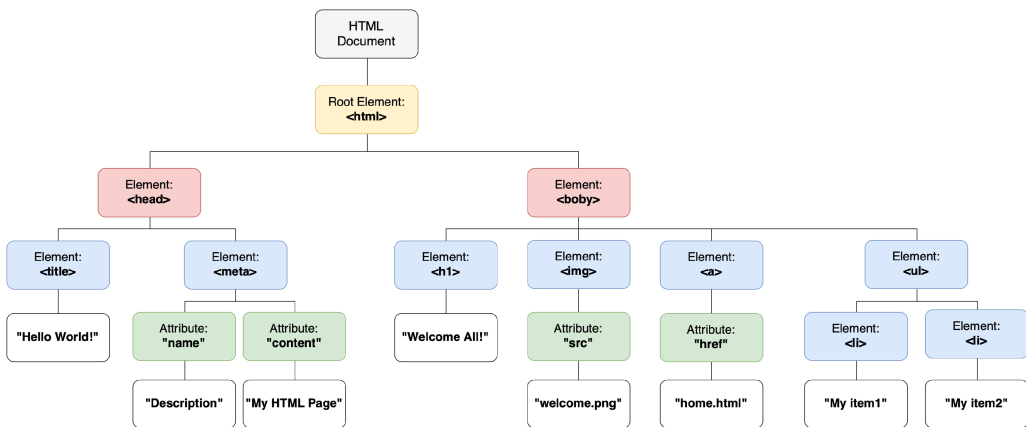 HTML
Document
Root Element:
<html>
Element:
<head>
Element:
<boby>
Element:
<title>
Element:
<meta>
Element:
<h1>
Element:
<img>
Element:
<a>
Element:
<ul>
"Hello World!"
Attribute:
"name"
Attribute:
"content"
"Welcome All!"
Attribute:
"src"
Attribute:
"href"
Element:
<li>
Element:
<li>
"Description"
"My HTML Page"
"welcome.png"
"home.html"
"My item1"
"My item2"